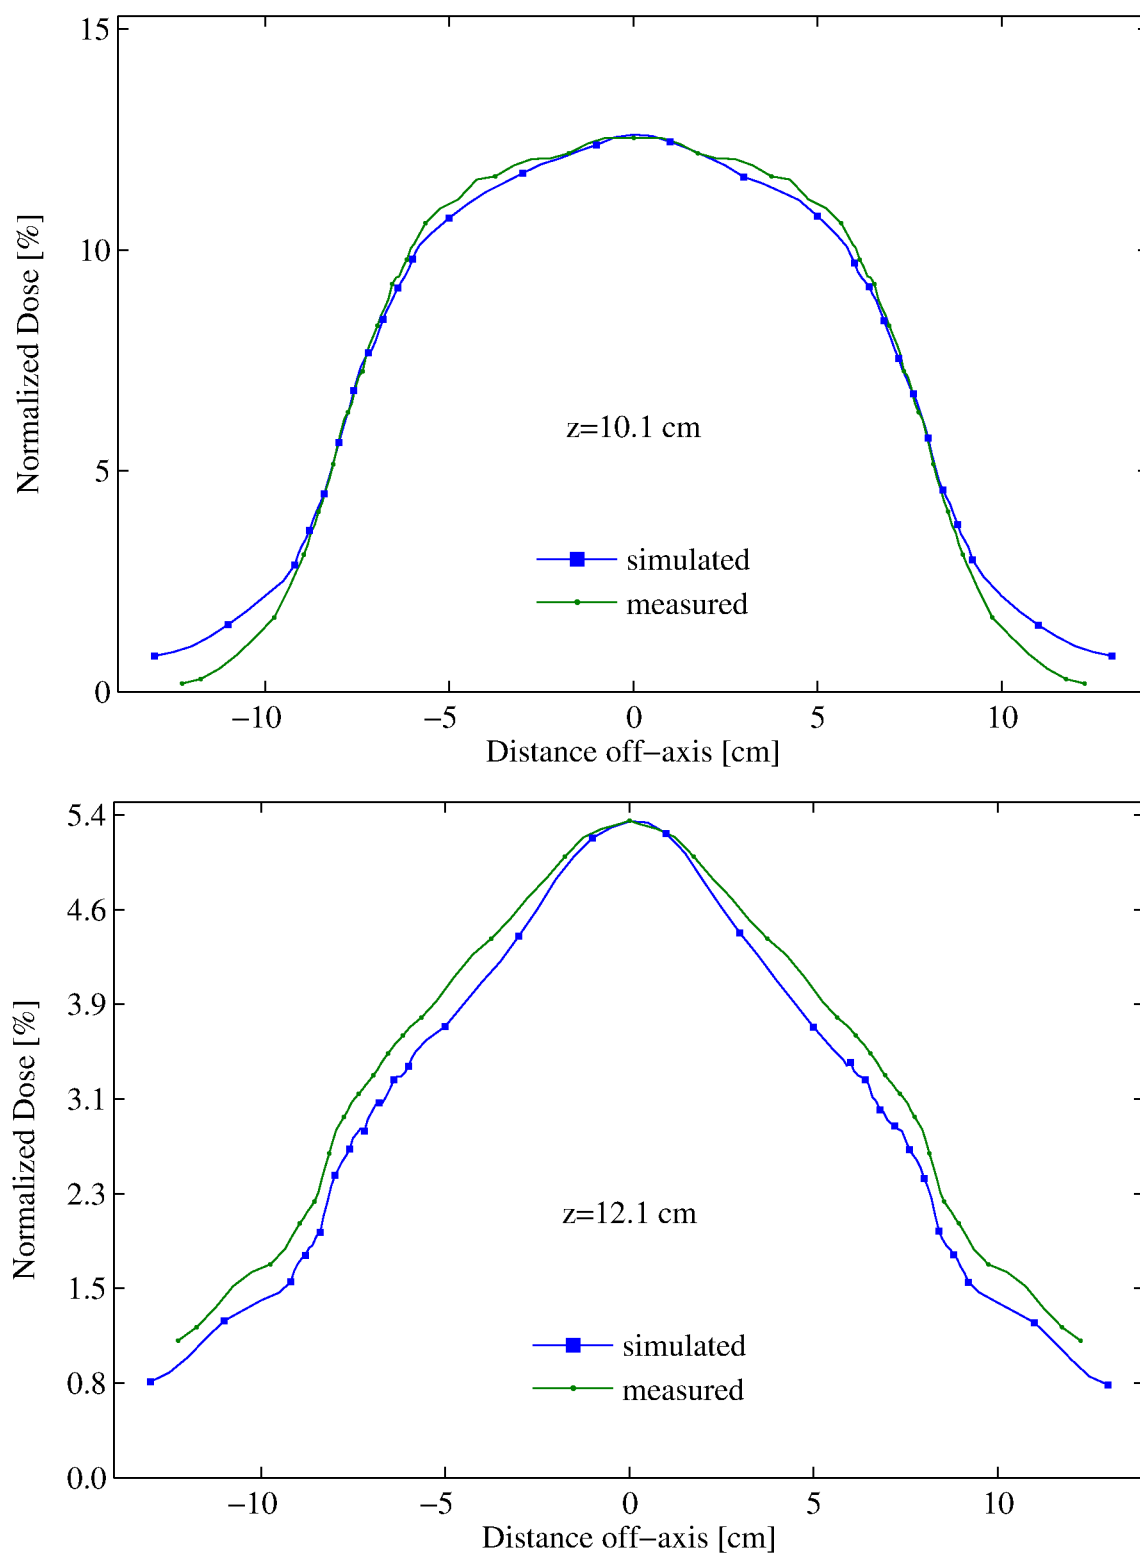 15
10
5
0
Normalized Dose [%]
z=10.1 cm
simulated
measured
−10 −5 0 5 10
Distance off−axis [cm]
5.4
4.6
3.9
3.1
2.3
1.5
0.8
0.0
Normalized Dose [%]
z=12.1 cm
simulated
measured
−10 −5 0 5 10
Distance off−axis [cm]